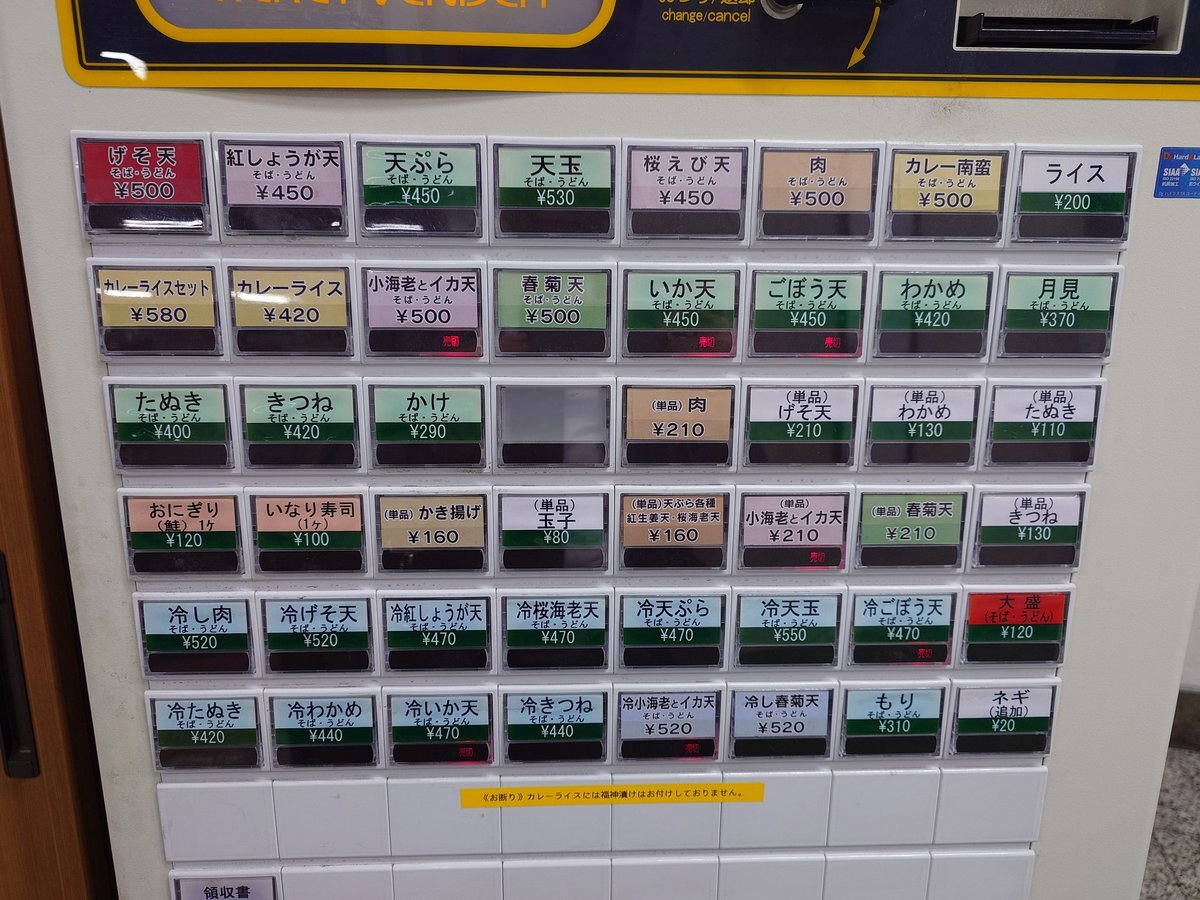 change/cancel
げそ天
そば・うどん
¥500
紅しょうが天
そば・うどん
¥450
天ぷら
そば・うどん
¥450
天玉
そば・うどん
¥530
桜えび天
そば・うどん
¥450
肉
そば・うどん
¥500
カレー南蛮
そば・うどん
¥500
ライス
¥200
カレーライスセット
¥580
カレーライス
¥420
小海老とイカ天
そば・うどん
¥500
売切
春菊天
そば・うどん
¥500
いか天
そば・うどん
¥450
売切
ごぼう天
そば・うどん
¥450
売切
わかめ
そば・うどん
¥420
月見
そば・うどん
¥370
たぬき
そば・うどん
¥400
きつね
そば・うどん
¥420
かけ
そば・うどん
¥290
(単品) 肉
¥210
(単品)
げそ天
¥210
(単品)
わかめ
¥130
(単品)
たぬき
¥110
おにぎり
(鮭) 1ケ
¥120
いなり寿司
(1ケ)
¥100
(単品) かき揚げ
¥160
(単品)
玉子
¥80
(単品)天ぷら各種
紅生姜天・桜海老天
¥160
(単品)
小海老とイカ天
¥210
売切
(単品) 春菊天
¥210
(単品)
きつね
¥130
冷し肉
そば・うどん
¥520
冷げそ天
そば・うどん
¥520
冷紅しょうが天
そば・うどん
¥470
冷桜海老天
そば・うどん
¥470
冷天ぷら
そば・うどん
¥470
冷天玉
そば・うどん
¥550
冷ごぼう天
そば・うどん
¥470
売切
大盛
(そば・うどん)
¥120
冷たぬき
そば・うどん
¥420
冷わかめ
そば・うどん
¥440
冷いか天
そば・うどん
¥470
売切
冷きつね
そば・うどん
¥440
冷小海老とイカ天
そば・うどん
¥520
売切
冷し春菊天
そば・うどん
¥520
もり
そば・うどん
¥310
ネギ
(追加)
¥20
《お断り》カレーライスには福神漬けはお付けしておりません。
領収書